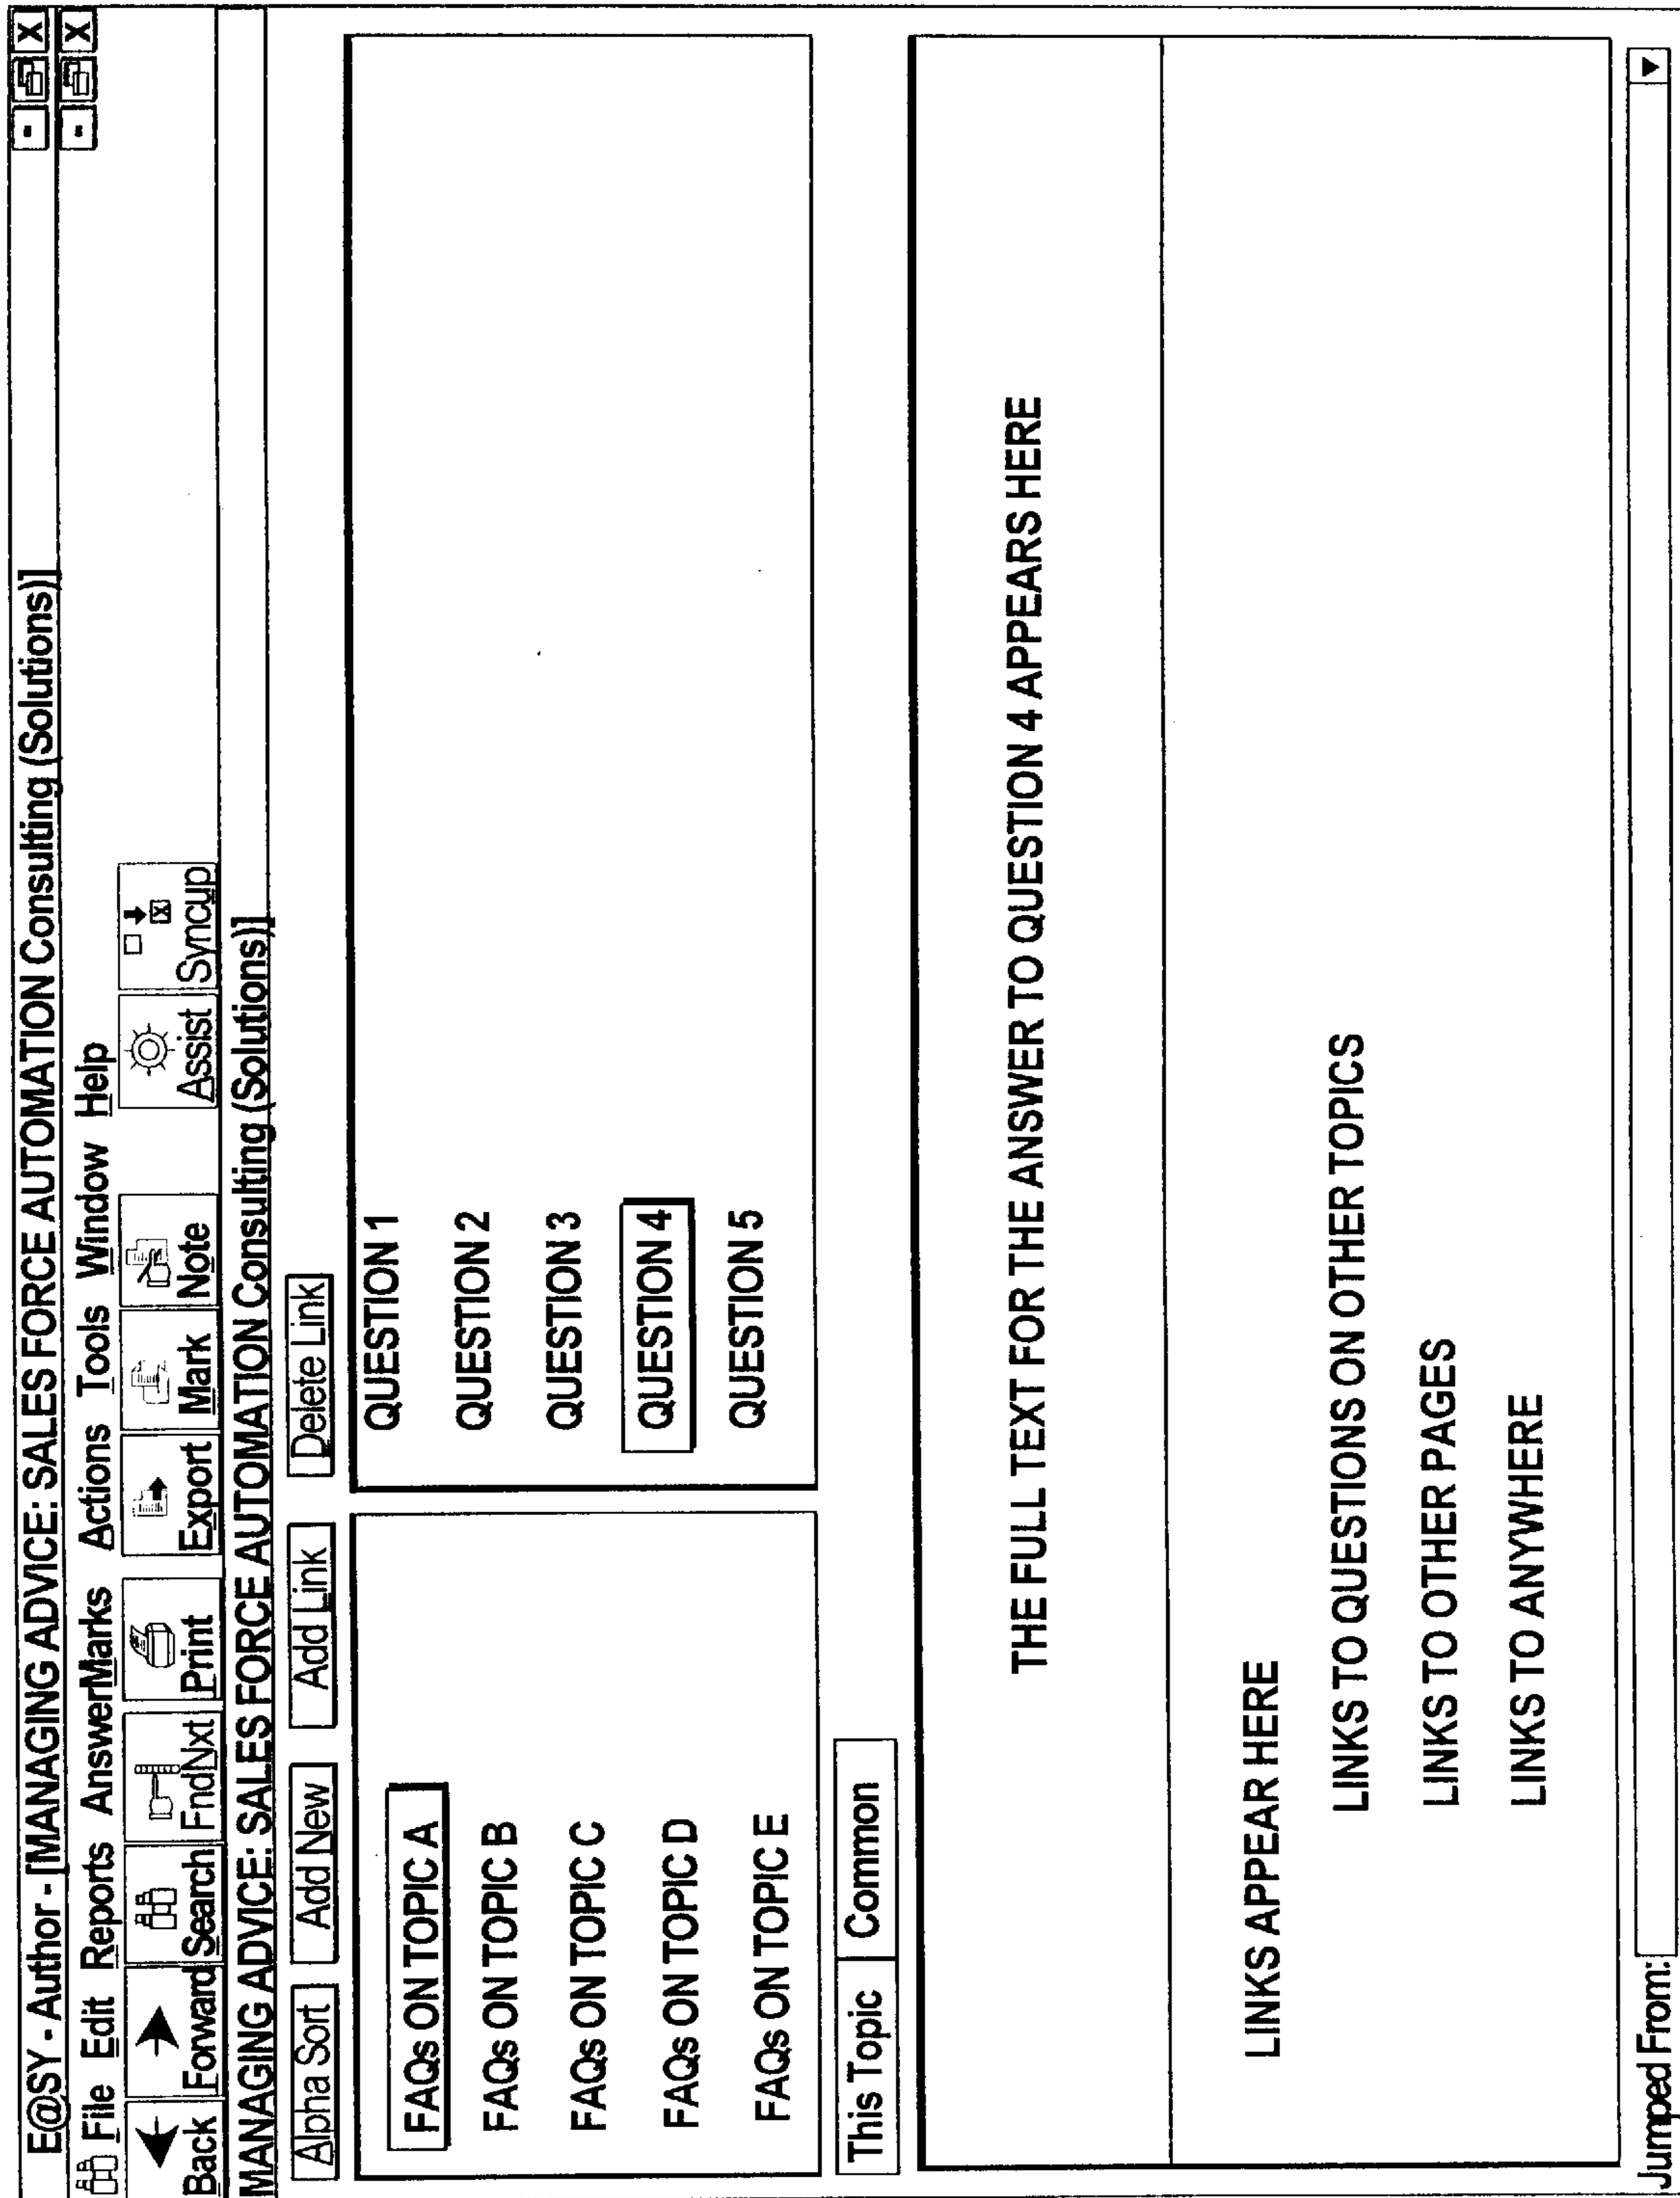 E@SY - Author - [MANAGING ADVICE: SALES FORCE AUTOMATION Consulting (Solutions)]
File Edit Reports AnswerMarks Actions Tools Window Help
Back Forward Search FndNxt Print Export Mark Note Assist Syncup
MANAGING ADVICE: SALES FORCE AUTOMATION Consulting (Solutions)]
Alpha Sort Add New Add Link Delete Link
FAQs ON TOPIC A
FAQs ON TOPIC B
FAQs ON TOPIC C
FAQs ON TOPIC D
FAQs ON TOPIC E
QUESTION 1
QUESTION 2
QUESTION 3
QUESTION 4
QUESTION 5
This Topic Common
THE FULL TEXT FOR THE ANSWER TO QUESTION 4 APPEARS HERE
LINKS APPEAR HERE
LINKS TO QUESTIONS ON OTHER TOPICS
LINKS TO OTHER PAGES
LINKS TO ANYWHERE
Jumped From: